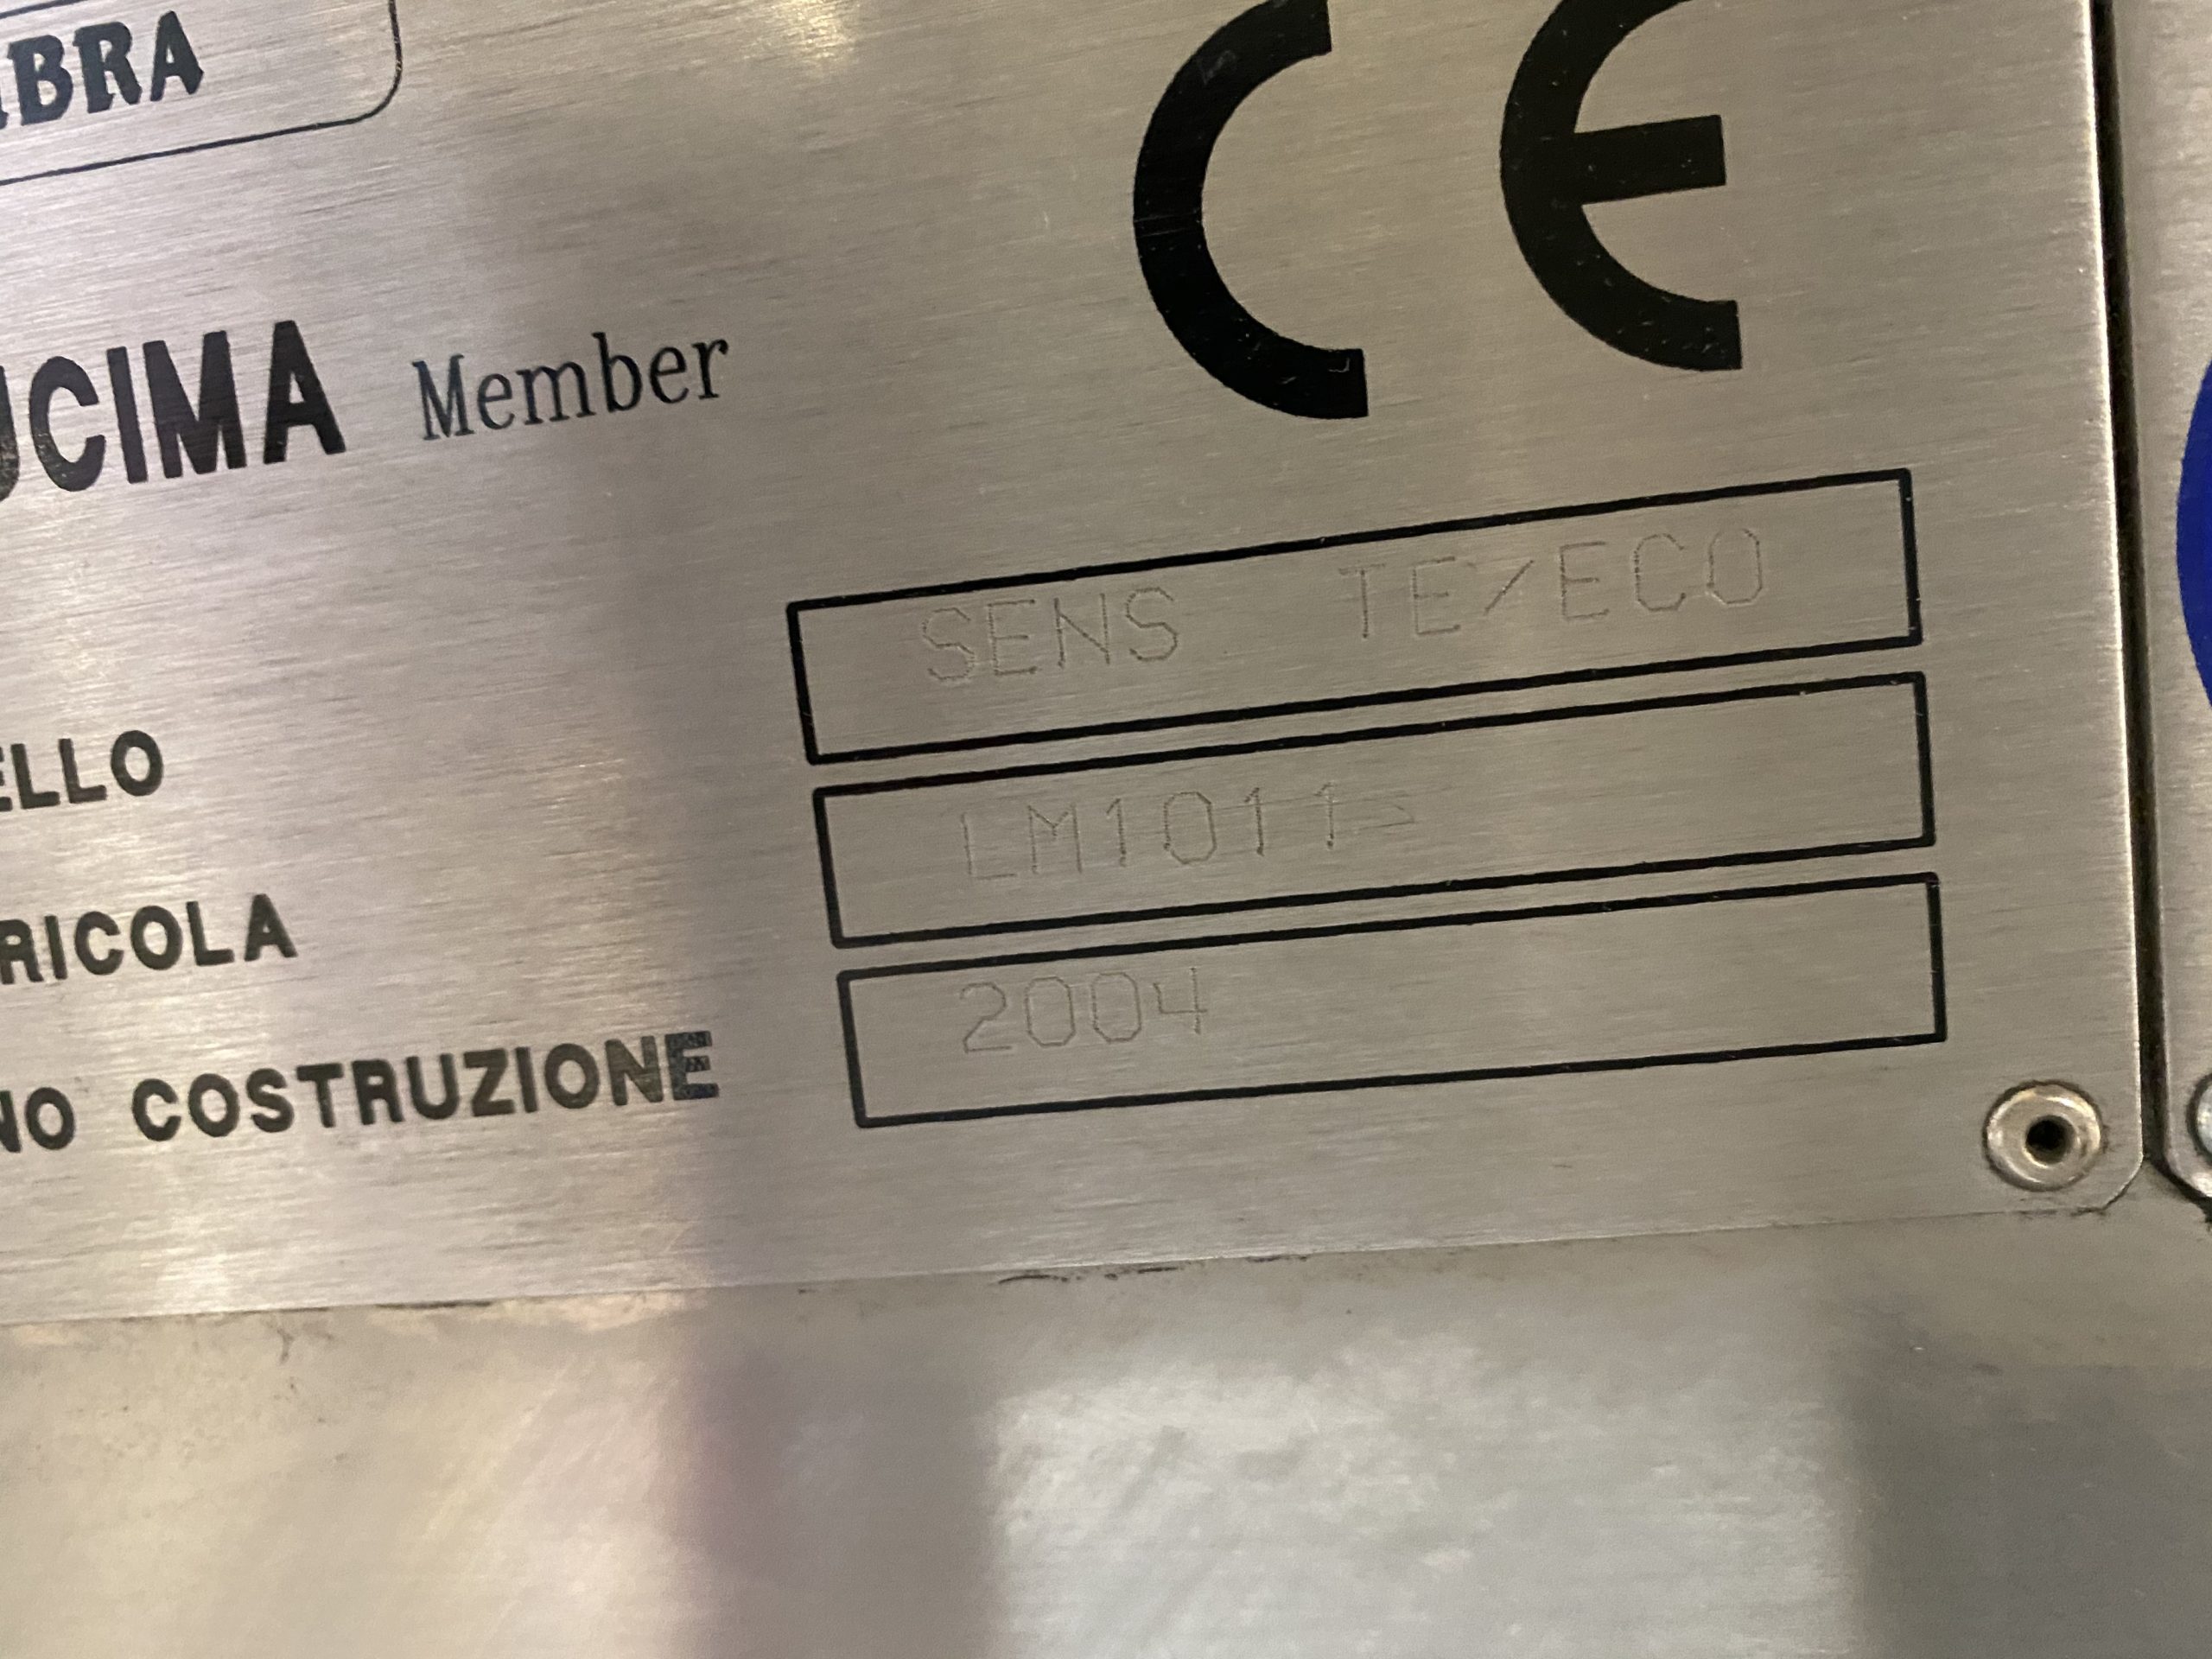 BRA
CE
UCIMA Member
SENS TE/ECO
ELLO
LM1011
RICOLA
2004
NO COSTRUZIONE